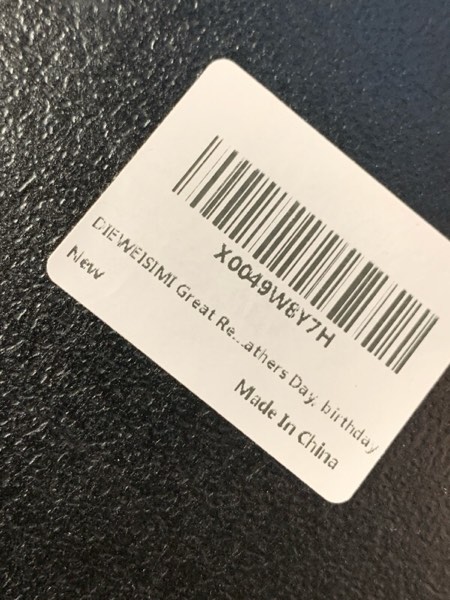 X0049W8Y7H
DIEWEISIMI Great Re...athers Day, birthday
New
Made In China